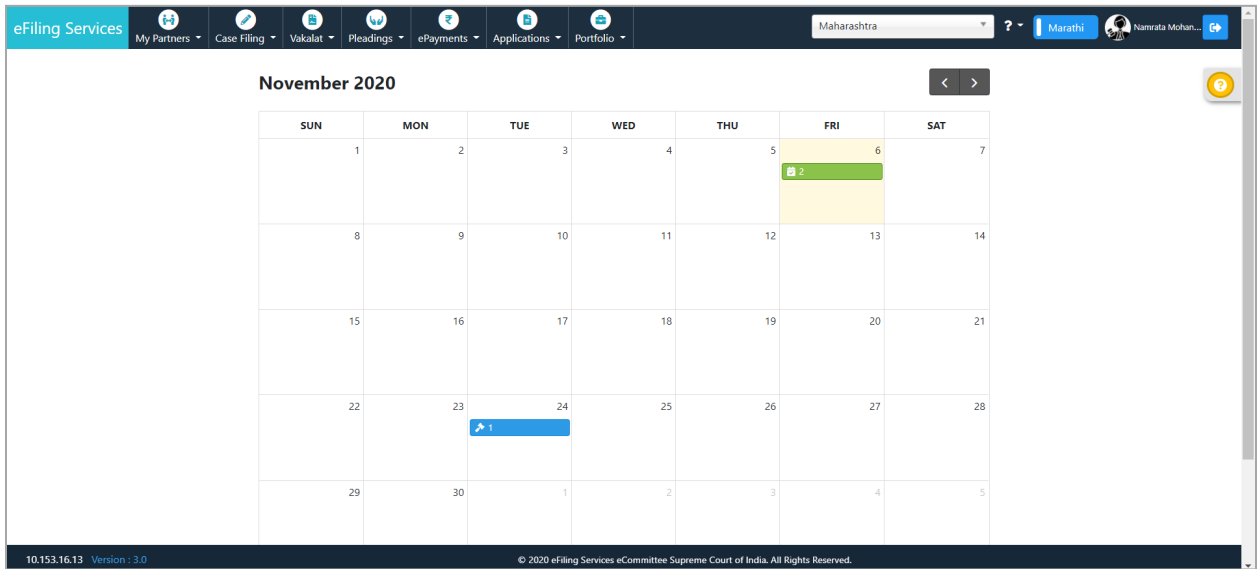 eFiling Services
My Partners
Case Filing
Vakalat
Pleadings
ePayments
Applications
Portfolio
Maharashtra
?
Marathi
Namrata Mohan...
November 2020
SUN MON TUE WED THU FRI SAT
1 2 3 4 5 6 7
2
8 9 10 11 12 13 14
15 16 17 18 19 20 21
22 23 24 25 26 27 28
1
29 30 1 2 3 4 5
10.153.16.13 Version : 3.0
© 2020 eFiling Services eCommittee Supreme Court of India. All Rights Reserved.